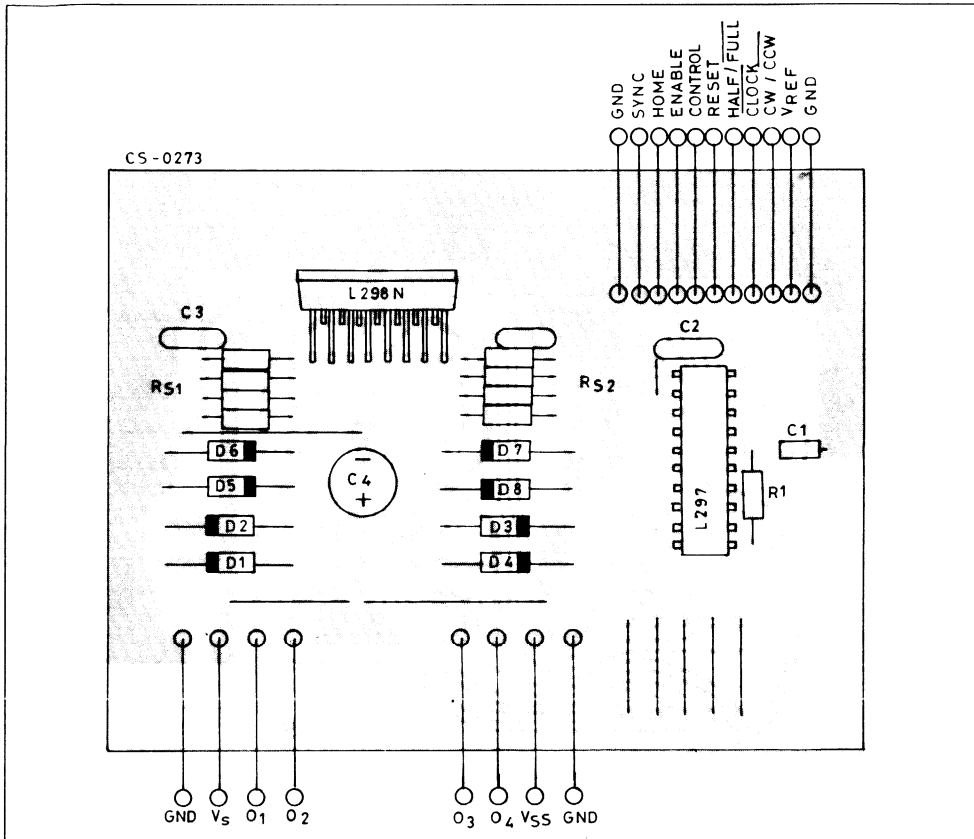 GND
SYNC
HOME
ENABLE
CONTROL
RESET
HALF/FULL
CLOCK
CW / CCW
VREF
GND
CS-0273
L298N
C3
C2
RS1
RS2
D6
D7
C1
C4
D5
D8
R1
L297
D2
D3
D1
D4
GND
VS
O1
O2
O3
O4
VSS
GND